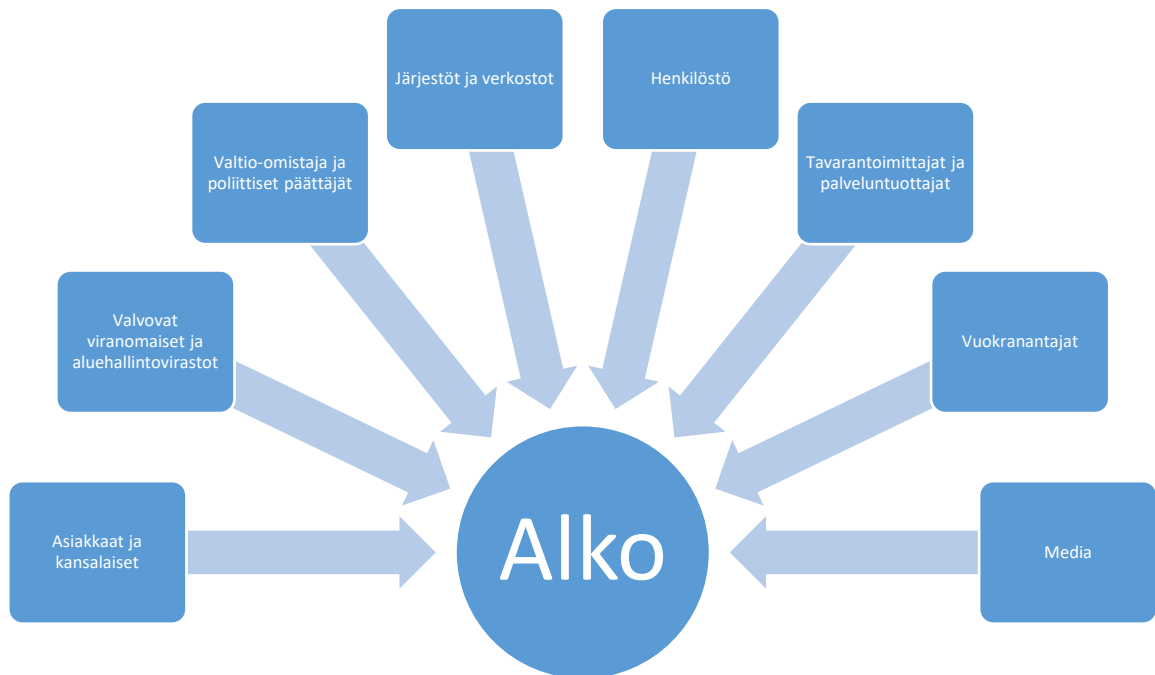 Järjestöt ja verkostot
Henkilöstö
Valtio-omistaja ja
poliittiset päättäjät
Tavarantoimittajat ja
palveluntuottajat
Valvovat
viranomaiset ja
aluehallintovirastot
Vuokranantajat
Asiakkaat ja
kansalaiset
Alko
Media